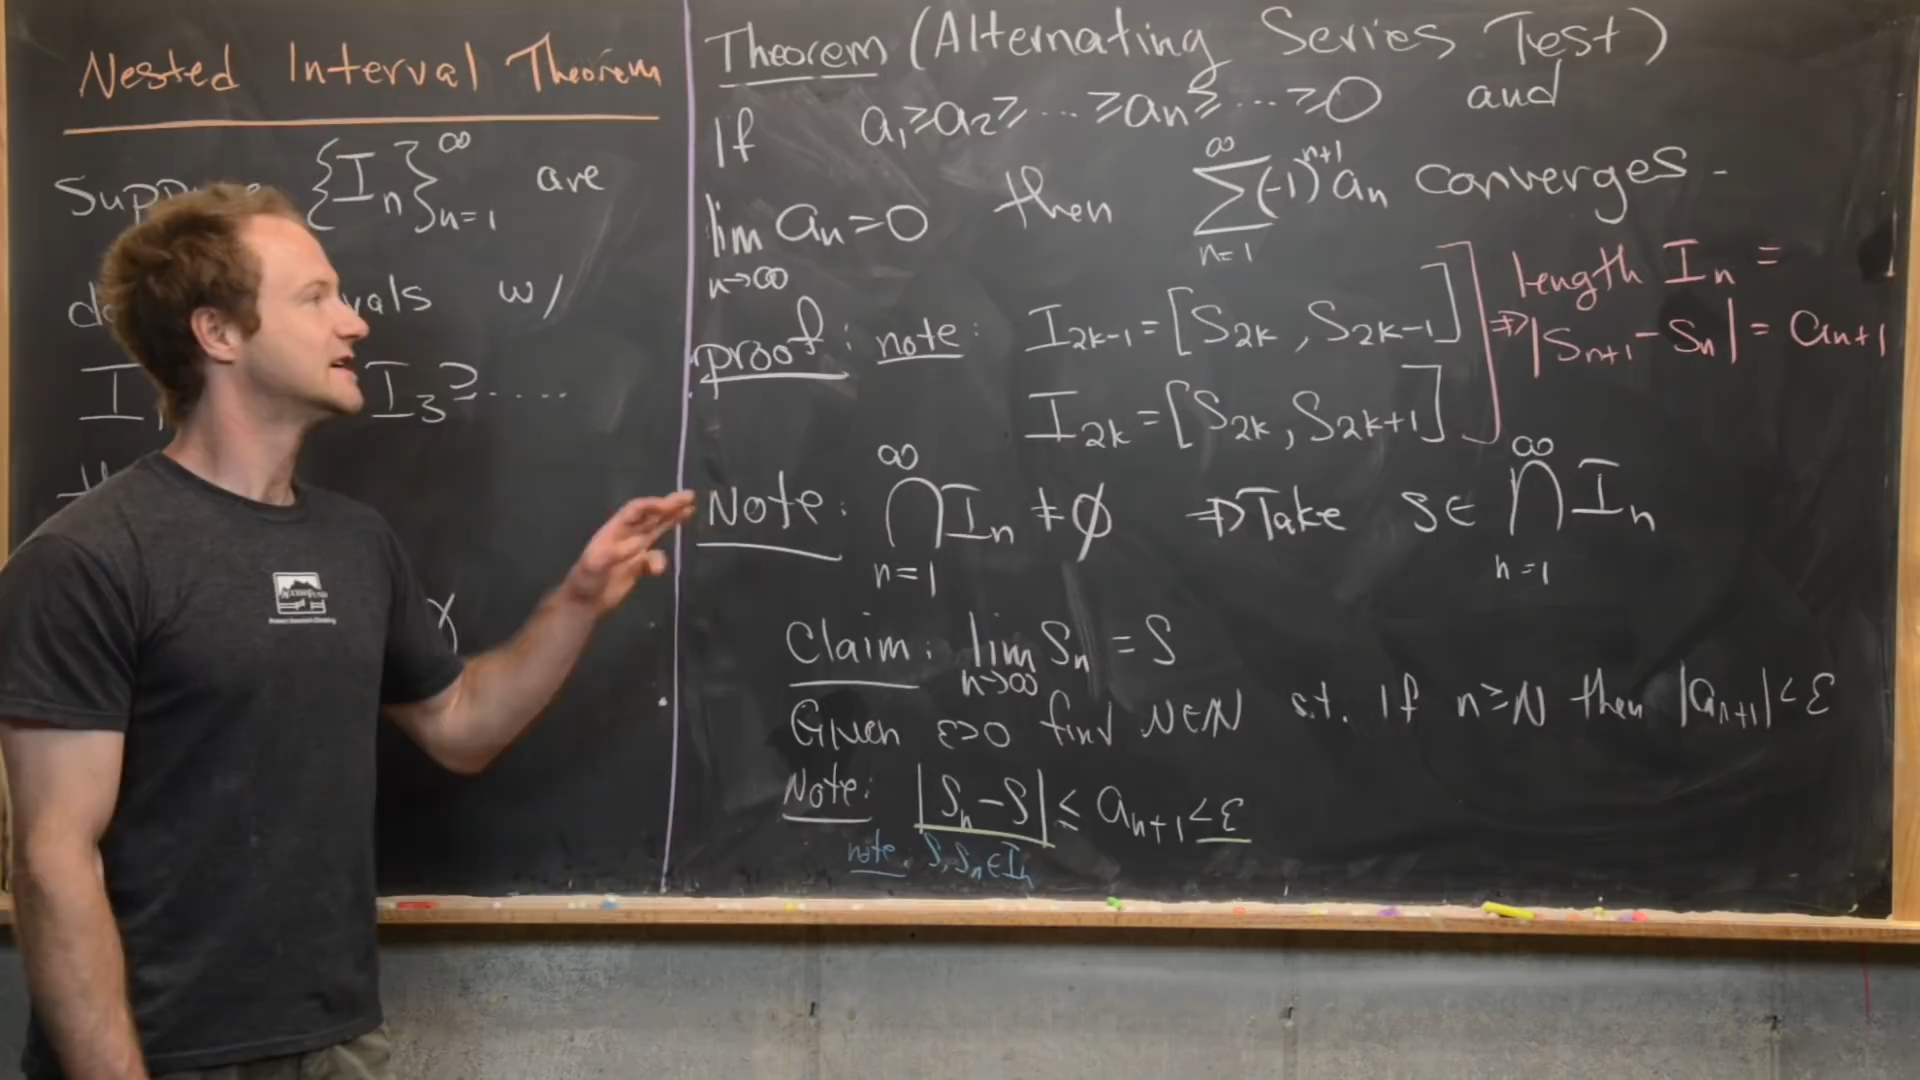 Nested Interval Theorem
{I_n}_{n=1}^∞ are
w/
I_3 ⊇ ....
Theorem (Alternating Series Test)
If a_1 ≥ a_2 ≥ ... ≥ a_n ≥ ... ≥ 0 and
lim_{n→∞} a_n = 0 then ∑_{n=1}^∞ (-1)^{n+1} a_n converges.
proof: note: I_{2k-1} = [S_{2k}, S_{2k-1}]
I_{2k} = [S_{2k}, S_{2k+1}]
⇒ length I_n =
|S_{n+1} - S_n| = a_{n+1}
Note: ⋂_{n=1}^∞ I_n ≠ ∅ ⇒ Take S ∈ ⋂_{n=1}^∞ I_n
Claim: lim_{n→∞} S_n = S
Given ε>0 find N∈ℕ s.t. if n≥N then |a_{n+1}| < ε
Note: |S_n - S| ≤ a_{n+1} < ε
note: S, S_n ∈ I_n